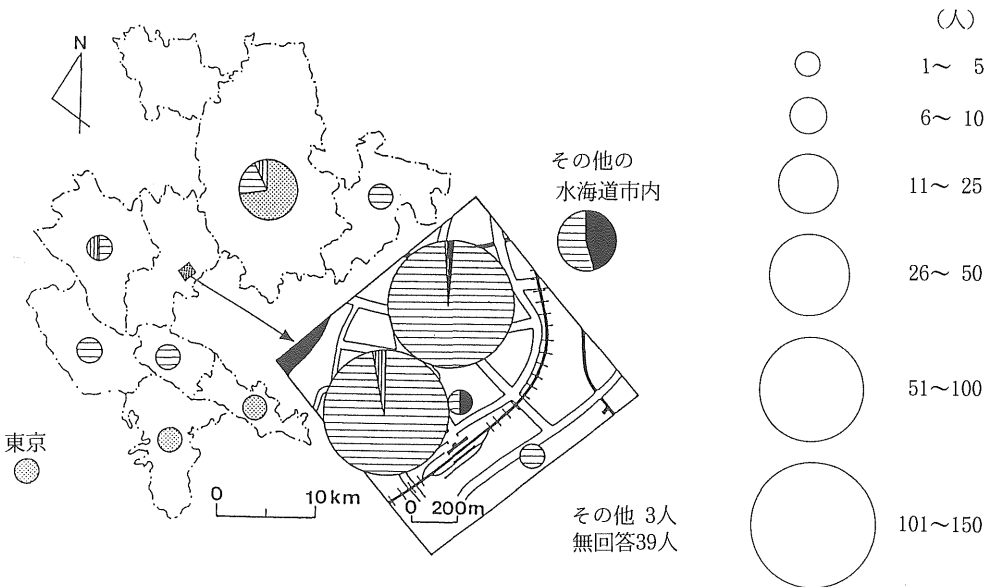 N
東京
0 10km
その他の
水海道市内
0 200m
その他 3人
無回答39人
(人)
1～ 5
6～ 10
11～ 25
26～ 50
51～100
101～150